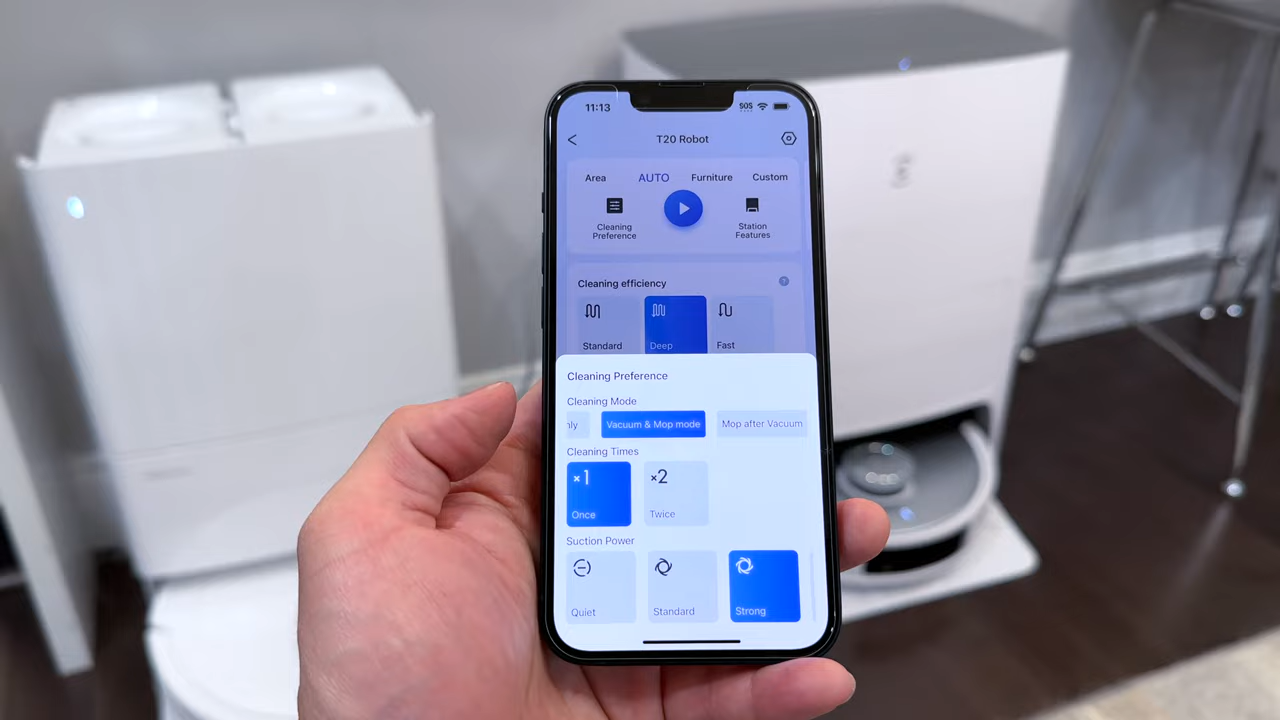 11:13
SOS
T20 Robot
Area AUTO Furniture Custom
Cleaning
Preference
Station
Features
Cleaning efficiency
?
Standard Deep Fast
Cleaning Preference
Cleaning Mode
nly Vacuum & Mop mode Mop after Vacuum
Cleaning Times
×1 ×2
Once Twice
Suction Power
Quiet Standard Strong